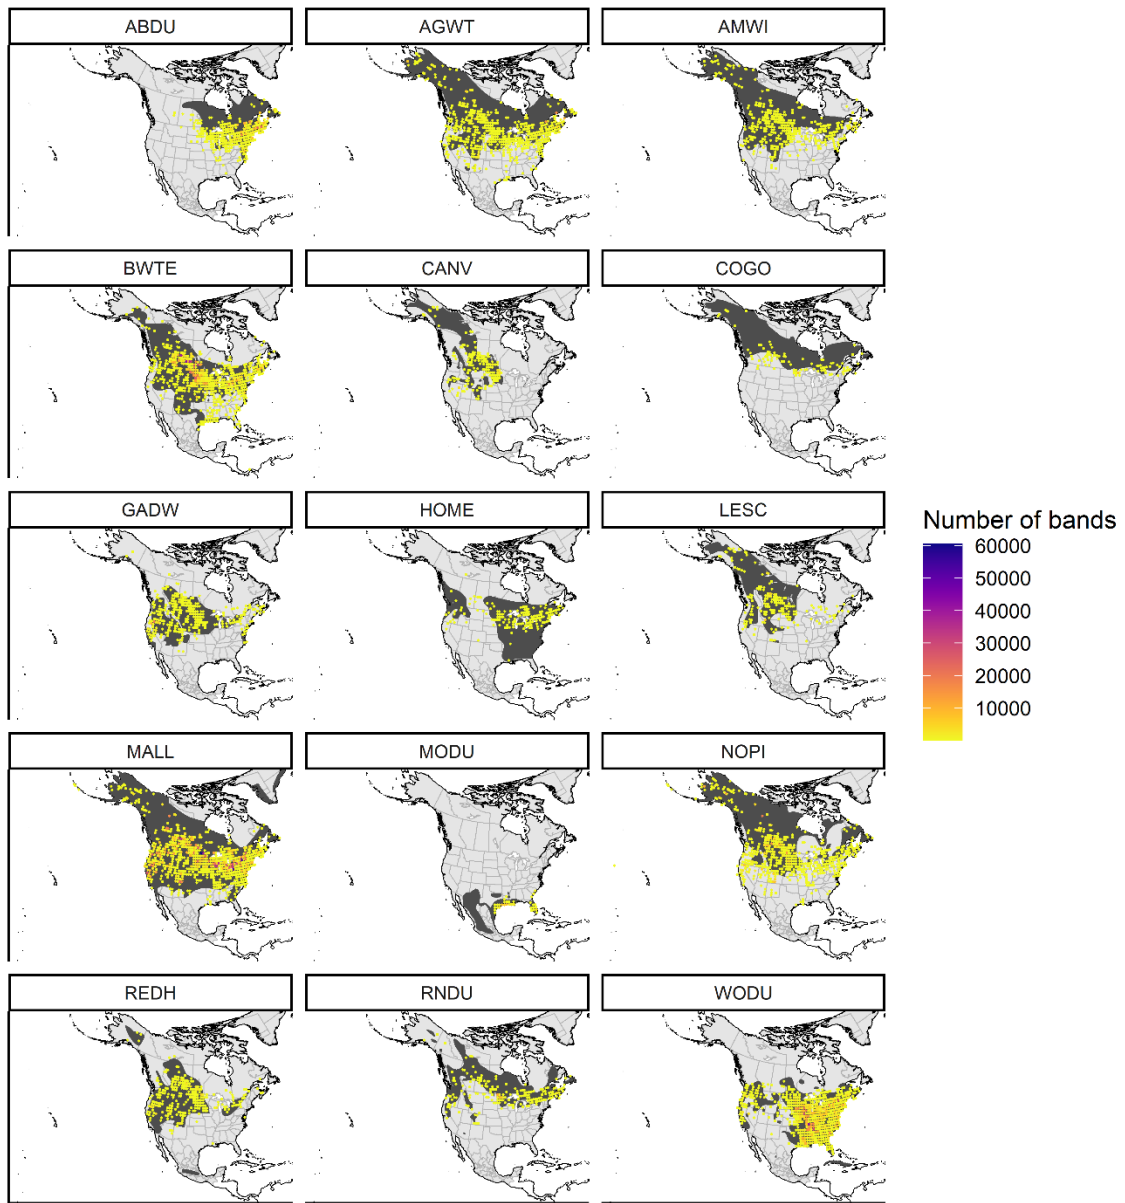 ABDU
AGWT
AMWI
BWTE
CANV
COGO
GADW
HOME
LESC
Number of bands
60000
50000
40000
30000
20000
10000
MALL
MODU
NOPI
REDH
RNDU
WODU